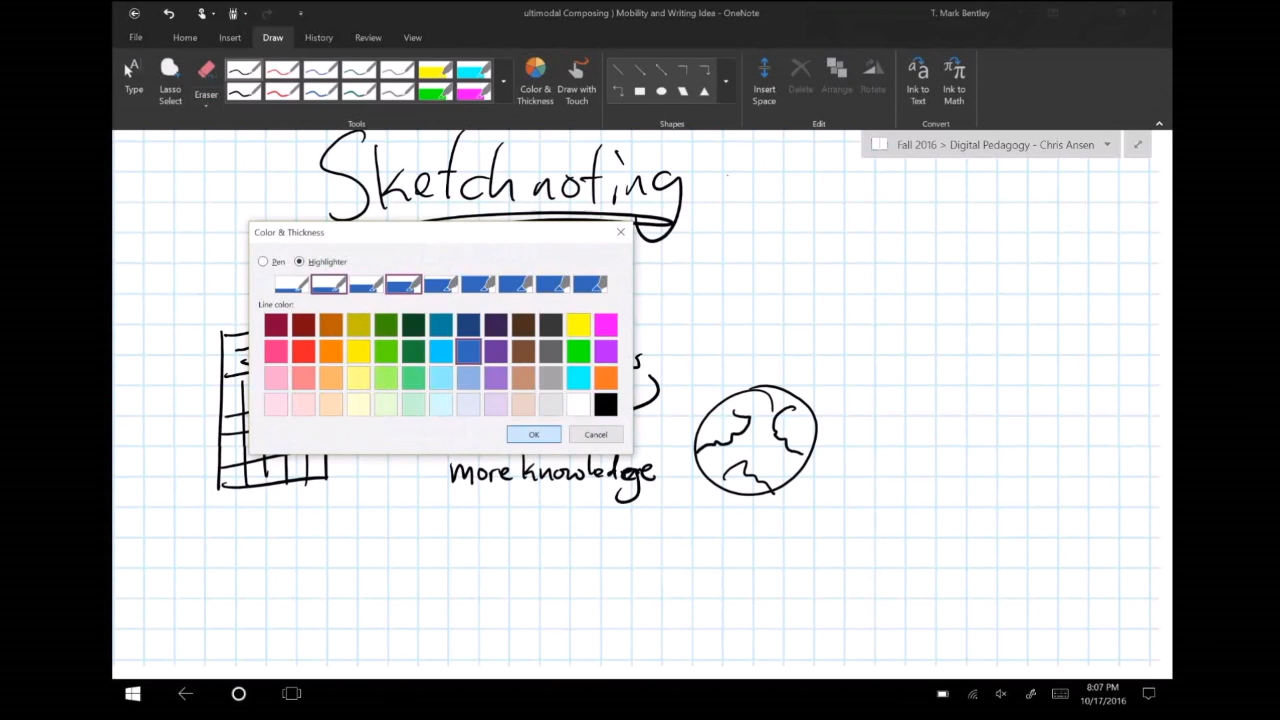 ultimodal Composing ) Mobility and Writing Idea - OneNote
T. Mark Bentley
File Home Insert Draw History Review View
Type
Lasso Select
Eraser
Color & Thickness
Draw with Touch
Insert Space
Delete
Arrange
Rotate
Ink to Text
Ink to Math
Tools
Shapes
Edit
Convert
Fall 2016 > Digital Pedagogy - Chris Ansen
Sketchnoting
Color & Thickness
Pen Highlighter
Line color:
s
OK Cancel
more knowledge
8:07 PM
10/17/2016